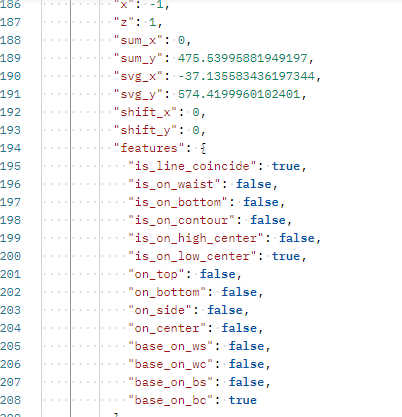 186 "x": -1,
187 "z": 1,
188 "sum_x": 0,
189 "sum_y": 475.53995881949197,
190 "svg_x": -37.135583436197344,
191 "svg_y": 574.4199960102401,
192 "shift_x": 0,
193 "shift_y": 0,
194 "features": {
195 "is_line_coincide": true,
196 "is_on_waist": false,
197 "is_on_bottom": false,
198 "is_on_contour": false,
199 "is_on_high_center": false,
200 "is_on_low_center": true,
201 "on_top": false,
202 "on_bottom": false,
203 "on_side": false,
204 "on_center": false,
205 "base_on_ws": false,
206 "base_on_wc": false,
207 "base_on_bs": false,
208 "base_on_bc": true